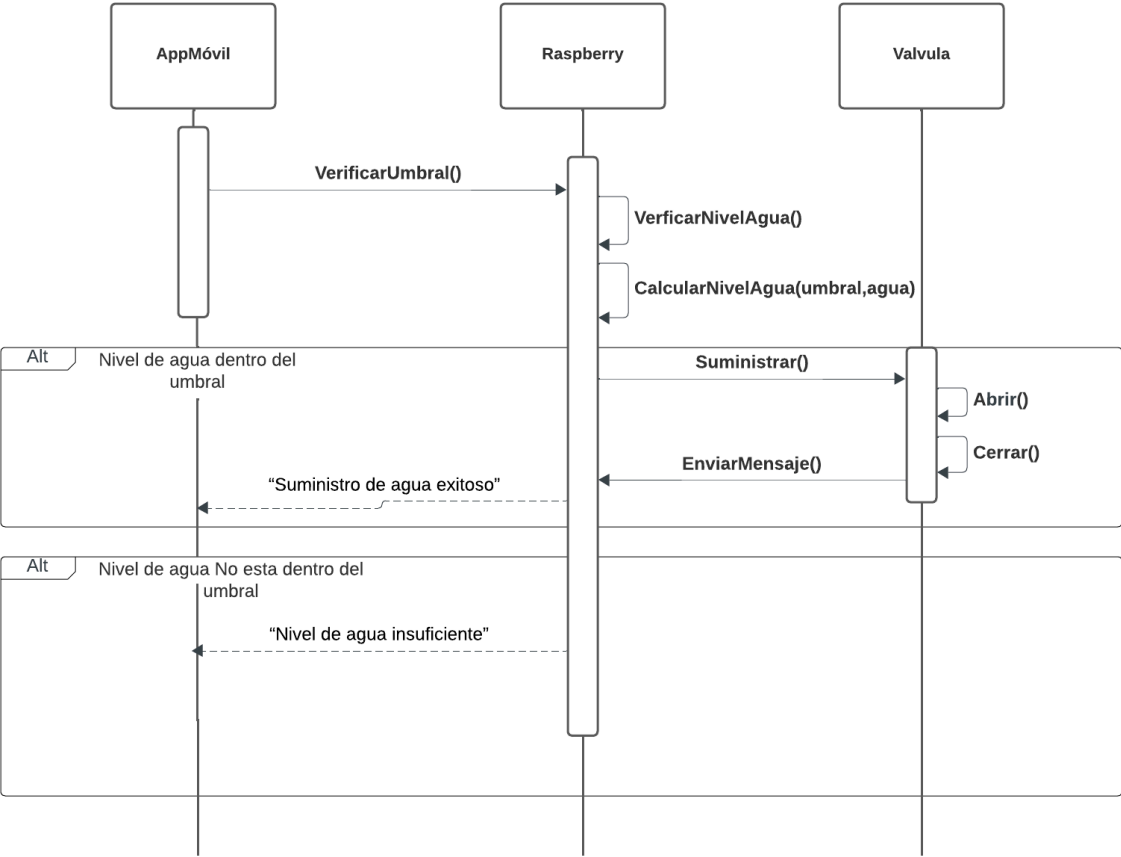 AppMóvil
Raspberry
Valvula
VerificarUmbral()
VerficarNivelAgua()
CalcularNivelAgua(umbral,agua)
Alt
Nivel de agua dentro del
umbral
Suministrar()
Abrir()
Cerrar()
EnviarMensaje()
“Suministro de agua exitoso”
Alt
Nivel de agua No esta dentro del
umbral
“Nivel de agua insuficiente”